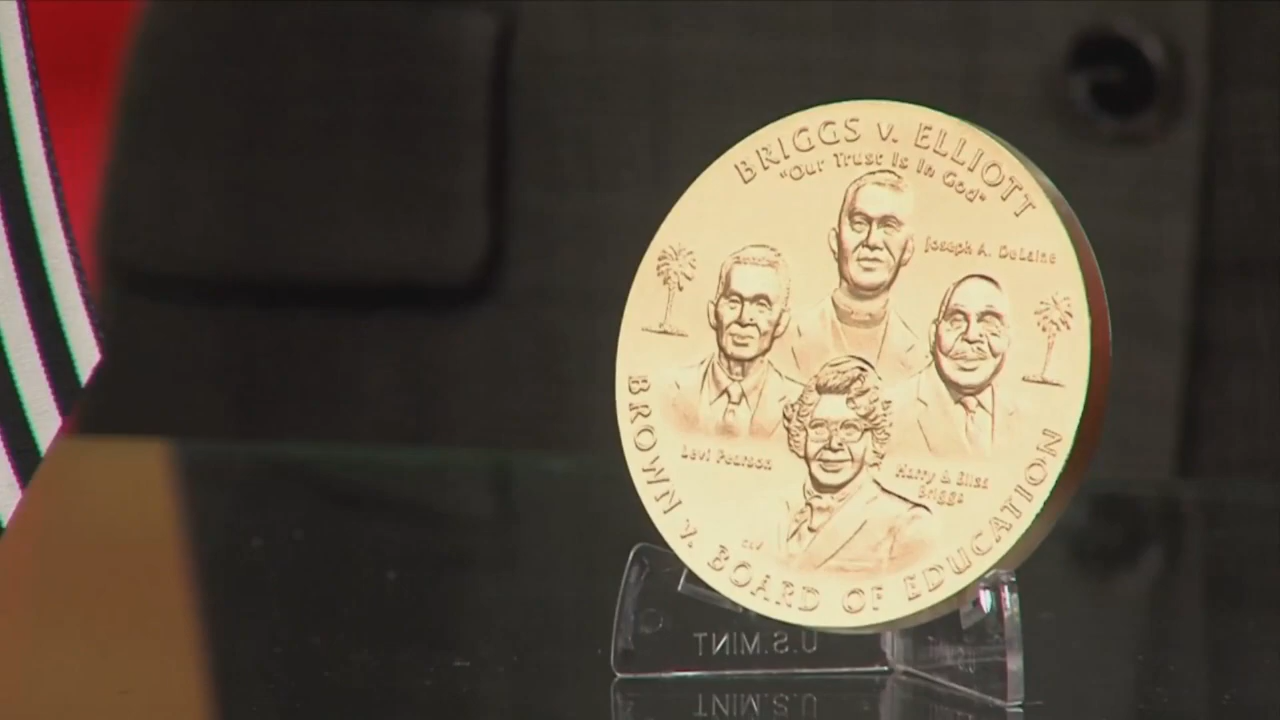 BRIGGS v. ELLIOTT
"Our Trust Is In God"
Joseph A. DeLaine
Levi Pearson
Harry & Eliza
Briggs
BROWN v. BOARD OF EDUCATION
U.S.MINT
U.S.MINT